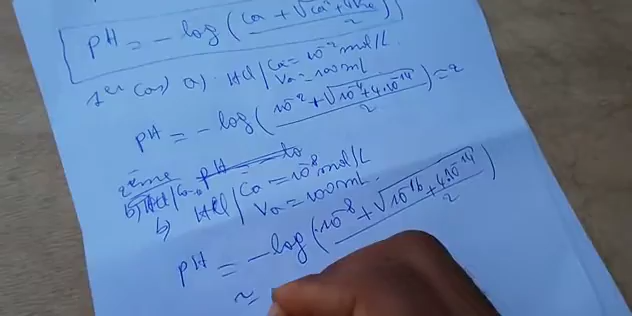 pH = - log ( (Ca + √(Ca² + 4Ke)) / 2 )
1er Cas) a) HCl / Ca = 10⁻² mol/L
Va = 100 mL
pH = - log ( (10⁻² + √(10⁻⁴ + 4.10⁻¹⁴)) / 2 ) = 2
2ème
b) HCl / Ca = 10⁻⁸ mol/L
Va = 100 mL.
pH = - log ( (10⁻⁸ + √(10⁻¹⁶ + 4.10⁻¹⁴)) / 2 )
≈